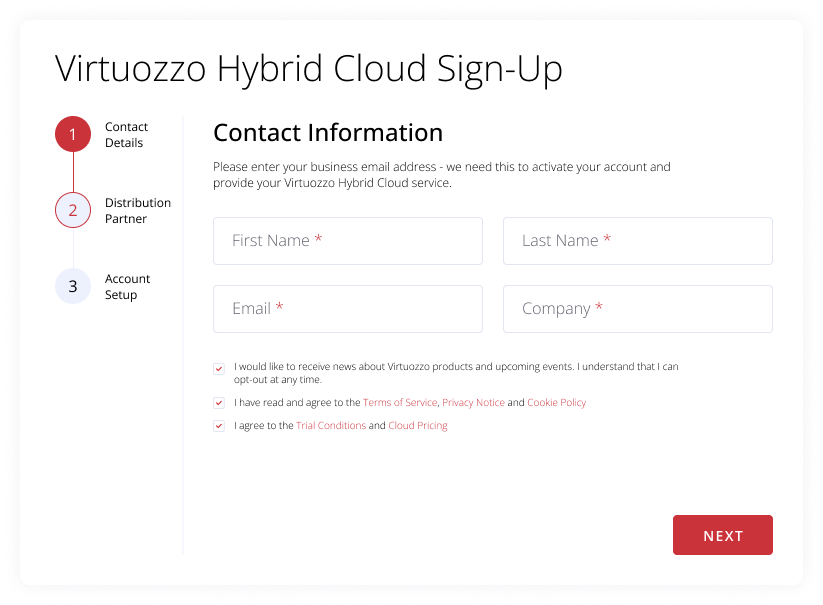 Virtuozzo Hybrid Cloud Sign-Up
1
Contact
Details
2
Distribution
Partner
3
Account
Setup
Contact Information
Please enter your business email address - we need this to activate your account and
provide your Virtuozzo Hybrid Cloud service.
First Name *
Last Name *
Email *
Company *
I would like to receive news about Virtuozzo products and upcoming events. I understand that I can
opt-out at any time.
I have read and agree to the Terms of Service, Privacy Notice and Cookie Policy
I agree to the Trial Conditions and Cloud Pricing
NEXT